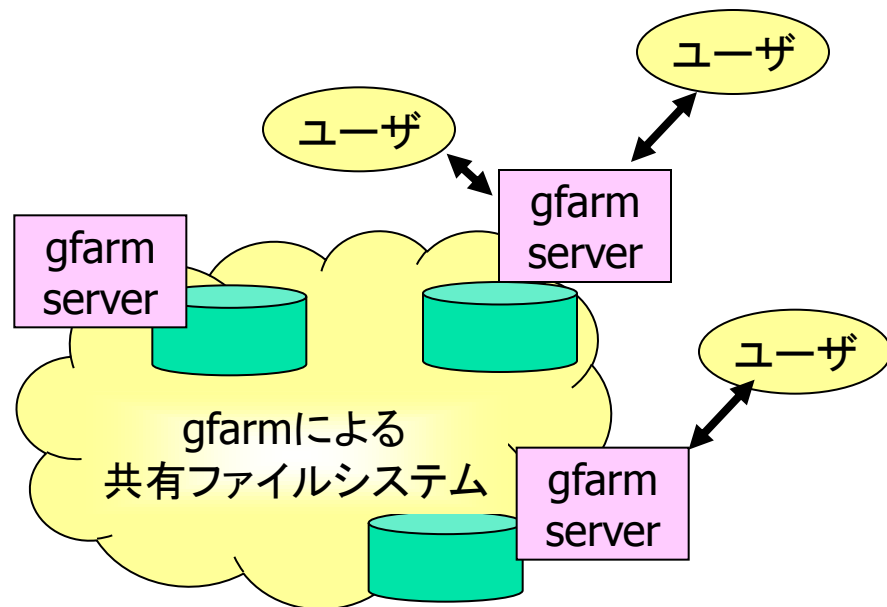 ユーザ
ユーザ
gfarm
server
gfarm
server
ユーザ
gfarmによる
共有ファイルシステム
gfarm
server